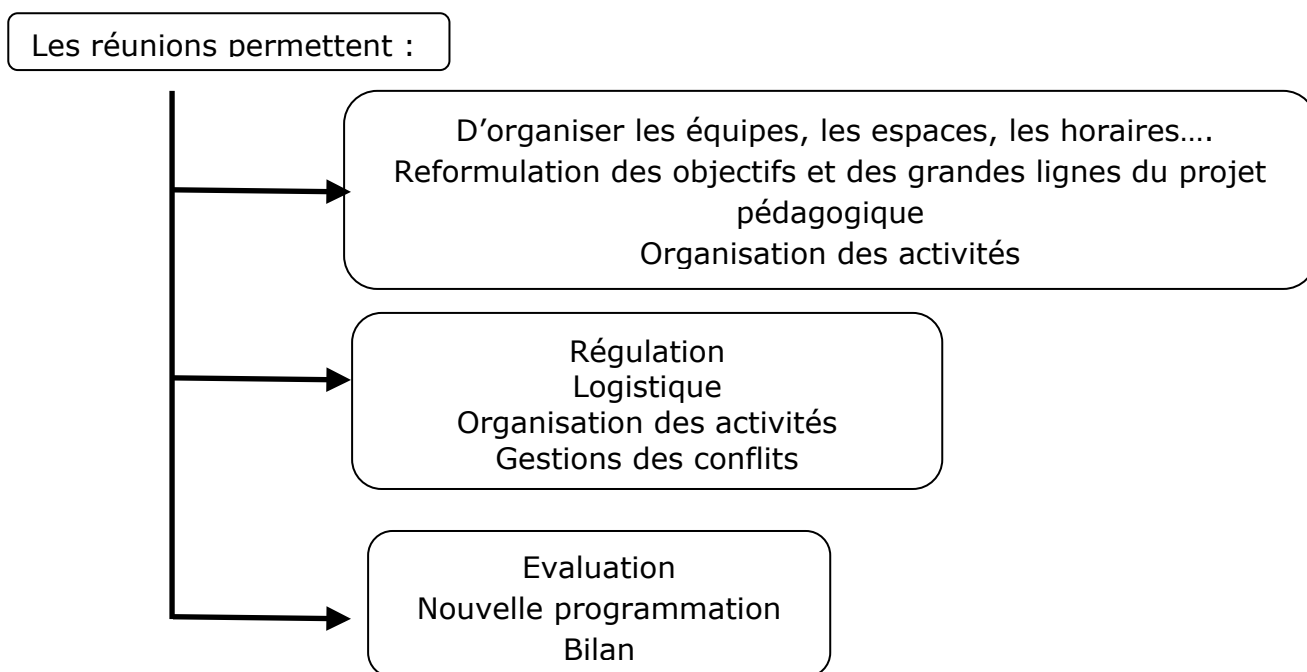 Les réunions permettent :
D’organiser les équipes, les espaces, les horaires….
Reformulation des objectifs et des grandes lignes du projet
pédagogique
Organisation des activités
Régulation
Logistique
Organisation des activités
Gestions des conflits
Evaluation
Nouvelle programmation
Bilan